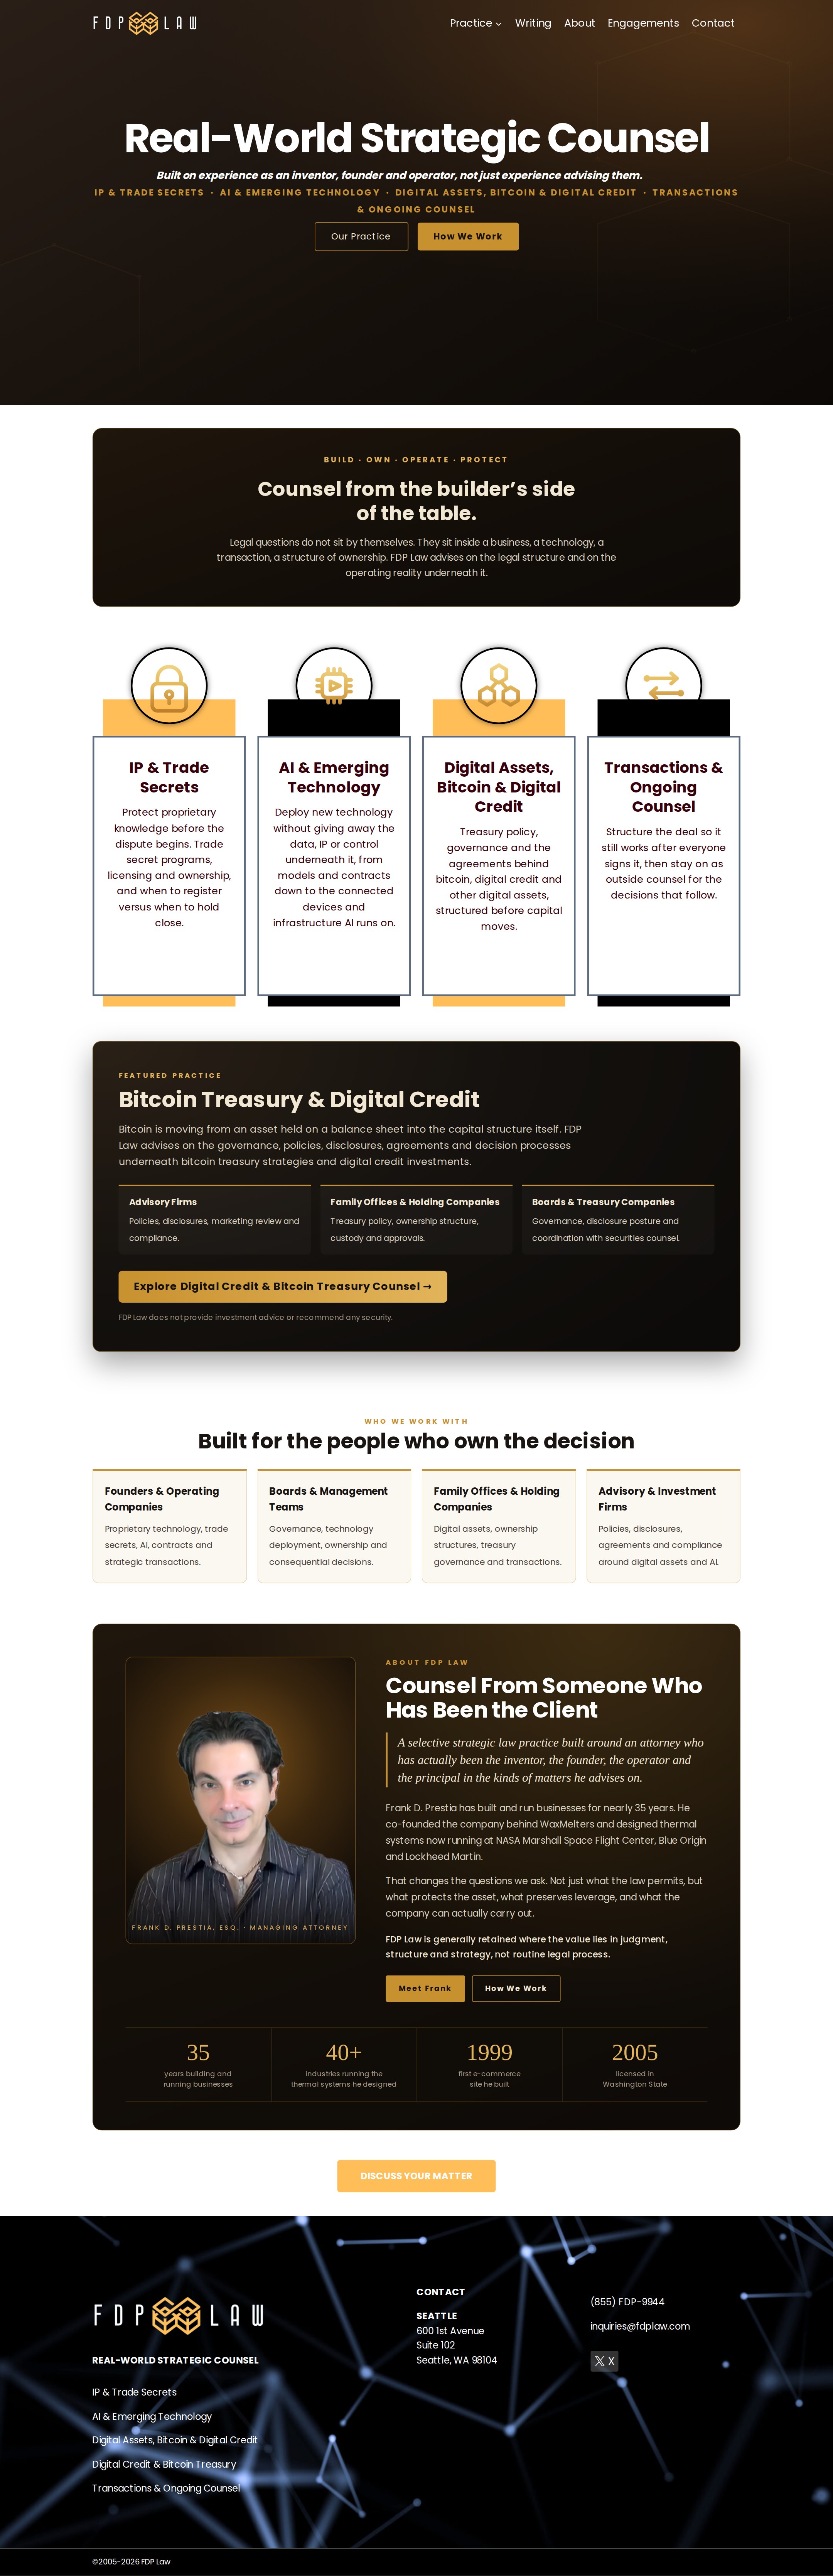 FDP LAW
Practice
Writing
About
Engagements
Contact
Real-World Strategic Counsel
Built on experience as an inventor, founder and operator, not just experience advising them.
IP & TRADE SECRETS · AI & EMERGING TECHNOLOGY · DIGITAL ASSETS, BITCOIN & DIGITAL CREDIT · TRANSACTIONS
& ONGOING COUNSEL
Our Practice
How We Work
BUILD · OWN · OPERATE · PROTECT
Counsel from the builder’s side
of the table.
Legal questions do not sit by themselves. They sit inside a business, a technology, a
transaction, a structure of ownership. FDP Law advises on the legal structure and on the
operating reality underneath it.
IP & Trade
Secrets
Protect proprietary
knowledge before the
dispute begins. Trade
secret programs,
licensing and ownership,
and when to register
versus when to hold
close.
AI & Emerging
Technology
Deploy new technology
without giving away the
data, IP or control
underneath it, from
models and contracts
down to the connected
devices and
infrastructure AI runs on.
Digital Assets,
Bitcoin & Digital
Credit
Treasury policy,
governance and the
agreements behind
bitcoin, digital credit and
other digital assets,
structured before capital
moves.
Transactions &
Ongoing
Counsel
Structure the deal so it
still works after everyone
signs it, then stay on as
outside counsel for the
decisions that follow.
FEATURED PRACTICE
Bitcoin Treasury & Digital Credit
Bitcoin is moving from an asset held on a balance sheet into the capital structure itself. FDP
Law advises on the governance, policies, disclosures, agreements and decision processes
underneath bitcoin treasury strategies and digital credit investments.
Advisory Firms
Policies, disclosures, marketing review and
compliance.
Family Offices & Holding Companies
Treasury policy, ownership structure,
custody and approvals.
Boards & Treasury Companies
Governance, disclosure posture and
coordination with securities counsel.
Explore Digital Credit & Bitcoin Treasury Counsel →
FDP Law does not provide investment advice or recommend any security.
WHO WE WORK WITH
Built for the people who own the decision
Founders & Operating
Companies
Proprietary technology, trade
secrets, AI, contracts and
strategic transactions.
Boards & Management
Teams
Governance, technology
deployment, ownership and
consequential decisions.
Family Offices & Holding
Companies
Digital assets, ownership
structures, treasury
governance and transactions.
Advisory & Investment
Firms
Policies, disclosures,
agreements and compliance
around digital assets and AI.
FRANK D. PRESTIA, ESQ. · MANAGING ATTORNEY
ABOUT FDP LAW
Counsel From Someone Who
Has Been the Client
A selective strategic law practice built around an attorney who
has actually been the inventor, the founder, the operator and
the principal in the kinds of matters he advises on.
Frank D. Prestia has built and run businesses for nearly 35 years. He
co-founded the company behind WaxMelters and designed thermal
systems now running at NASA Marshall Space Flight Center, Blue Origin
and Lockheed Martin.
That changes the questions we ask. Not just what the law permits, but
what protects the asset, what preserves leverage, and what the
company can actually carry out.
FDP Law is generally retained where the value lies in judgment,
structure and strategy, not routine legal process.
Meet Frank
How We Work
35
years building and
running businesses
40+
industries running the
thermal systems he designed
1999
first e-commerce
site he built
2005
licensed in
Washington State
DISCUSS YOUR MATTER
FDP LAW
REAL-WORLD STRATEGIC COUNSEL
IP & Trade Secrets
AI & Emerging Technology
Digital Assets, Bitcoin & Digital Credit
Digital Credit & Bitcoin Treasury
Transactions & Ongoing Counsel
CONTACT
SEATTLE
600 1st Avenue
Suite 102
Seattle, WA 98104
(855) FDP-9944
inquiries@fdplaw.com
X
©2005-2026 FDP Law